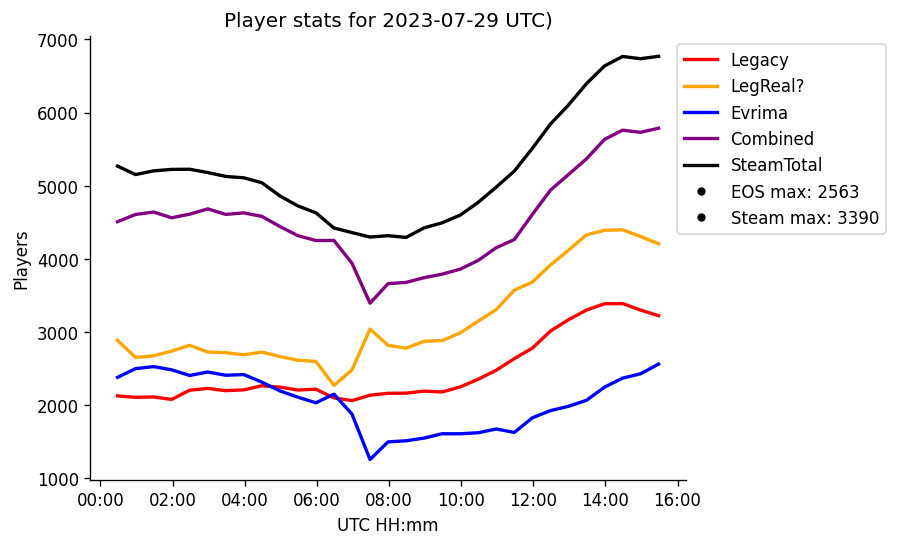 Player stats for 2023-07-29 UTC)
7000
6000
5000
4000
3000
2000
1000
Players
00:00 02:00 04:00 06:00 08:00 10:00 12:00 14:00 16:00
UTC HH:mm
Legacy
LegReal?
Evrima
Combined
SteamTotal
EOS max: 2563
Steam max: 3390